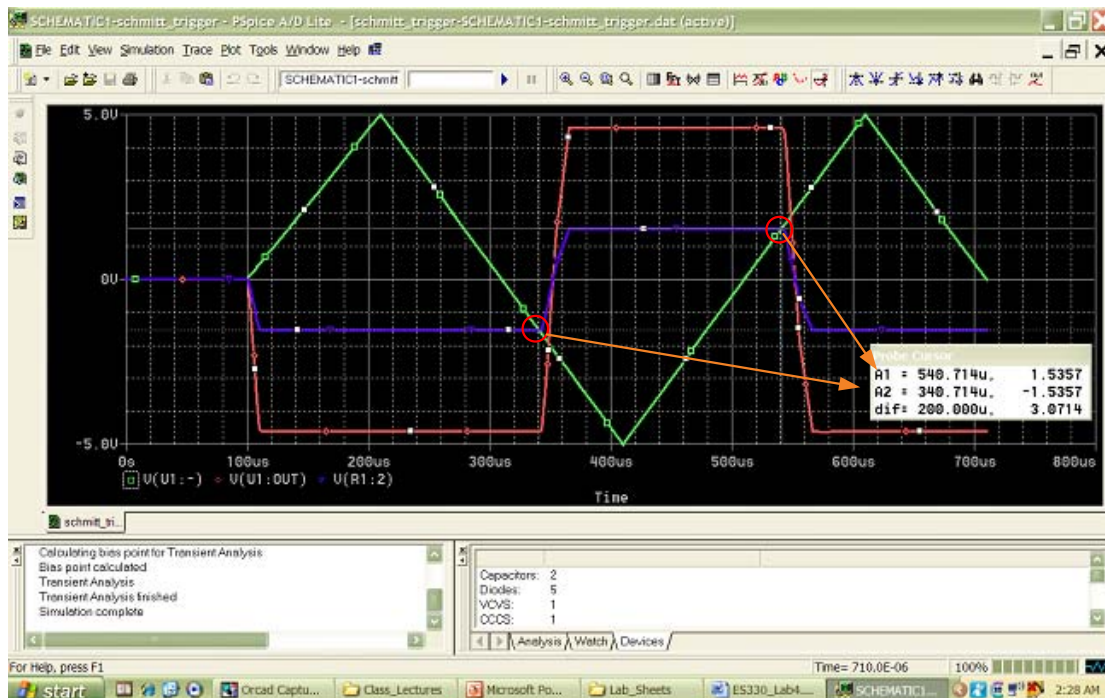 SCHEMATIC1-schmitt_trigger - PSpice A/D Lite - [schmitt_trigger-SCHEMATIC1-schmitt_trigger.dat (active)]
File Edit View Simulation Trace Plot Tools Window Help
SCHEMATIC1-schmitt
5.0V
0V
-5.0V
Probe Cursor
A1 = 540.714u, 1.5357
A2 = 340.714u, -1.5357
dif= 200.000u, 3.0714
0s 100us 200us 300us 400us 500us 600us 700us 800us
V(U1:-) V(U1:OUT) V(R1:2)
Time
schmitt_tri...
Calculating bias point for Transient Analysis
Bias point calculated
Transient Analysis
Transient Analysis finished
Simulation complete
Capacitors: 2
Diodes: 5
VCVS: 1
CCCS: 1
Analysis Watch Devices
For Help, press F1
Time= 710.0E-06 100%
start
Orcad Captu...
Class_Lectures
Microsoft Po...
Lab_Sheets
ES330_Lab4...
SCHEMATIC1...
2:28 AM